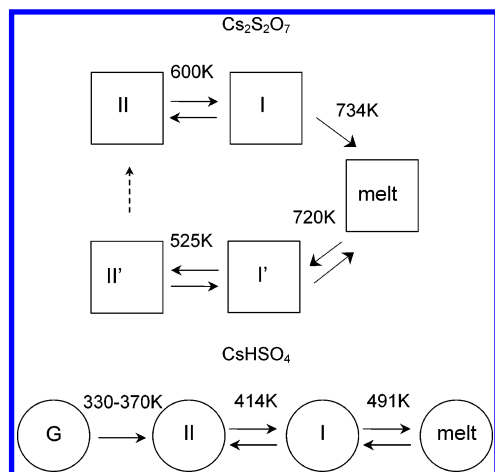 Cs₂S₂O₇
600K
II I
734K
melt
720K
525K
II' I'
CsHSO₄
330-370K 414K 491K
G II I melt